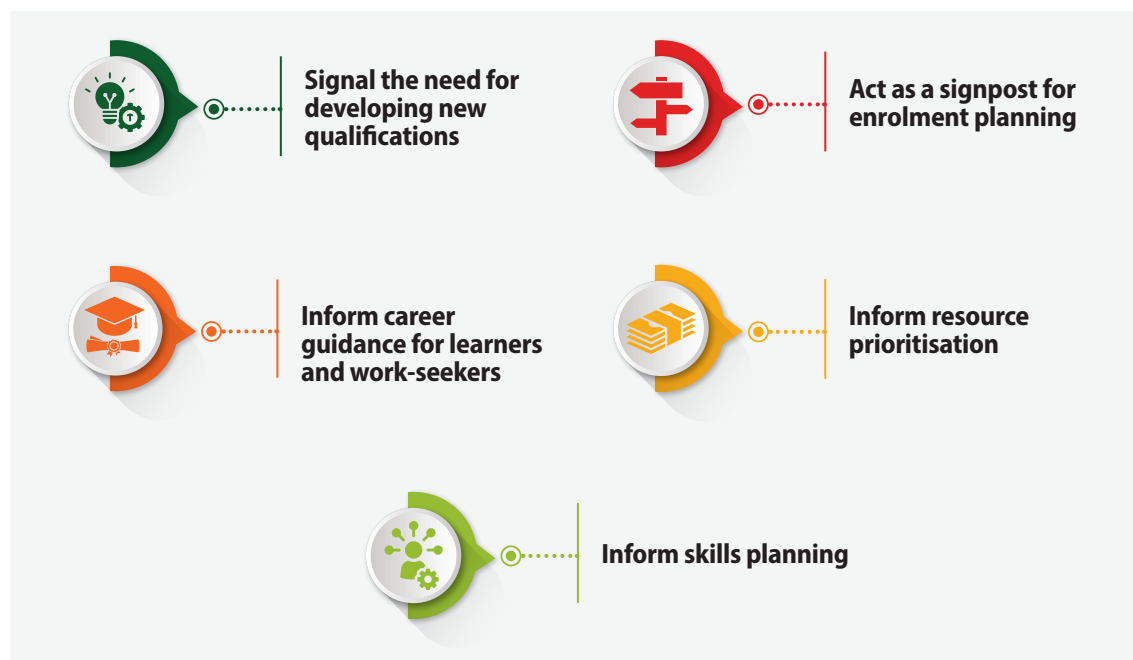 Signal the need for
developing new
qualifications
Act as a signpost for
enrolment planning
Inform career
guidance for learners
and work-seekers
Inform resource
prioritisation
Inform skills planning